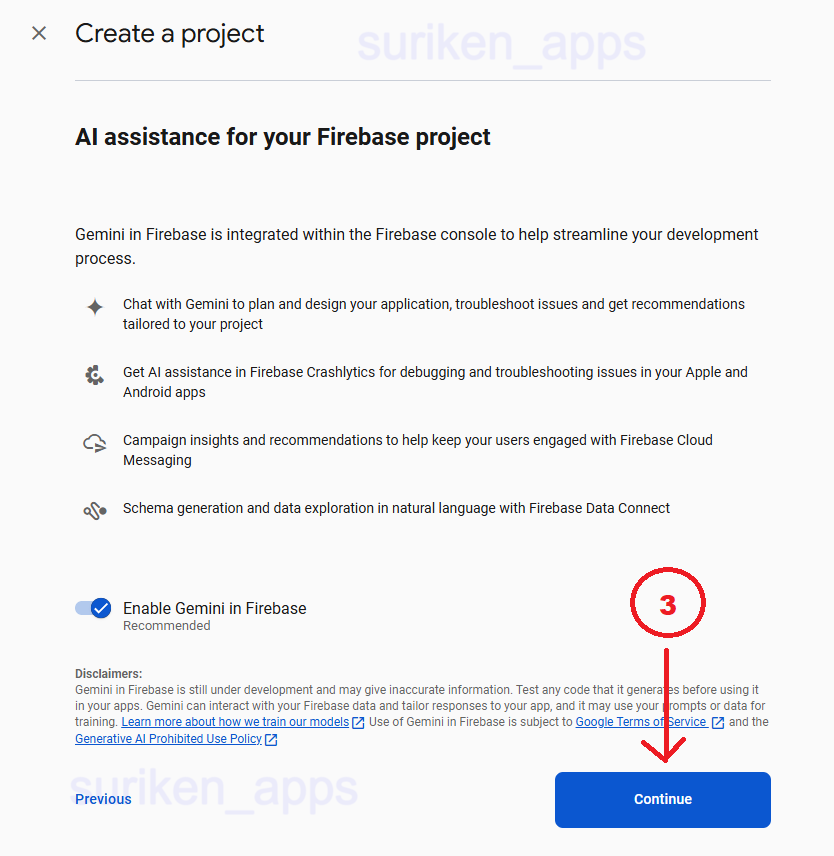 Create a project
suriken_apps
AI assistance for your Firebase project
Gemini in Firebase is integrated within the Firebase console to help streamline your development
process.
Chat with Gemini to plan and design your application, troubleshoot issues and get recommendations
tailored to your project
Get AI assistance in Firebase Crashlytics for debugging and troubleshooting issues in your Apple and
Android apps
Campaign insights and recommendations to help keep your users engaged with Firebase Cloud
Messaging
Schema generation and data exploration in natural language with Firebase Data Connect
Enable Gemini in Firebase
Recommended
3
Disclaimers:
Gemini in Firebase is still under development and may give inaccurate information. Test any code that it generates before using it
in your apps. Gemini can interact with your Firebase data and tailor responses to your app, and it may use your prompts or data for
training. Learn more about how we train our models Use of Gemini in Firebase is subject to Google Terms of Service and the
Generative AI Prohibited Use Policy
suriken_apps
Previous
Continue